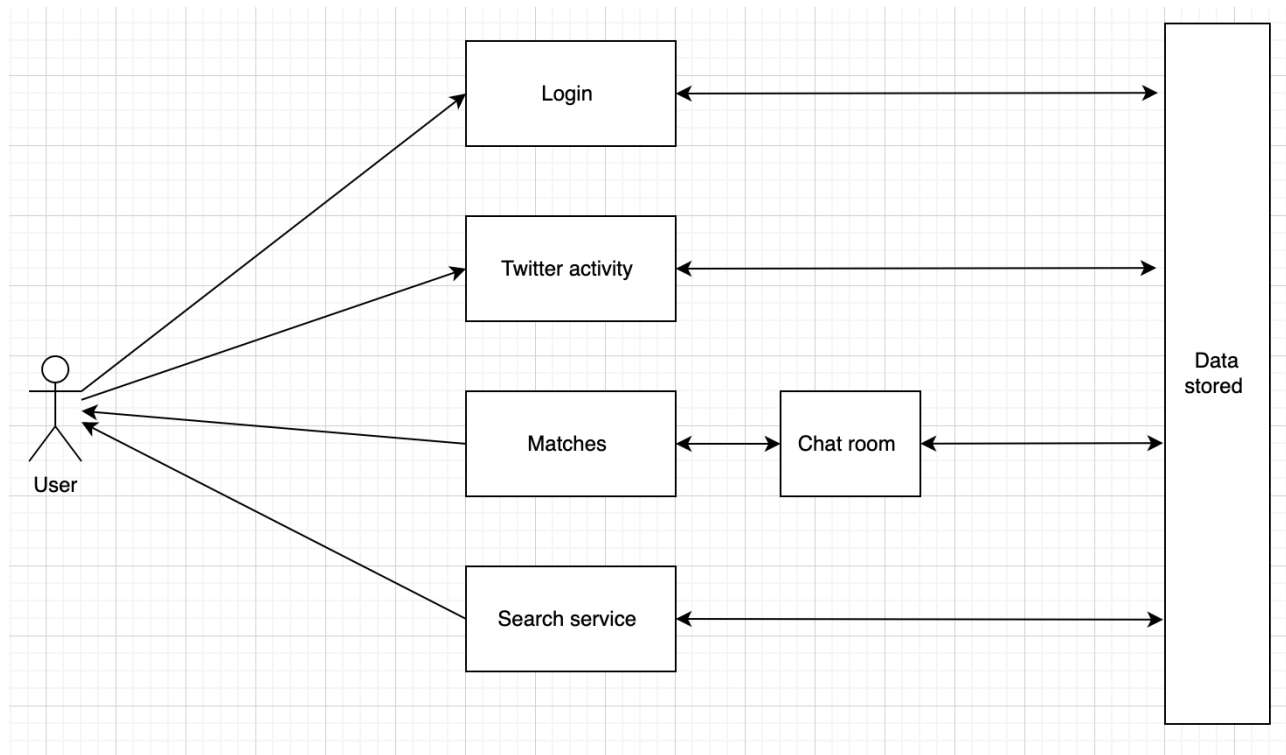 Login
Twitter activity
Matches
Chat room
Search service
User
Data
stored